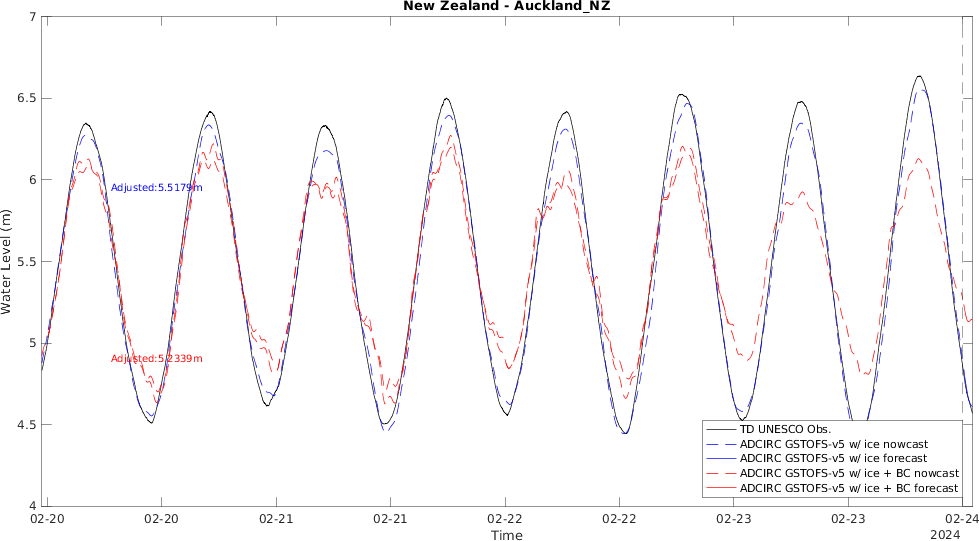 New Zealand - Auckland_NZ
7
6.5
6
5.5
5
4.5
4
Water Level (m)
Adjusted:5.5179m
Adjusted:5.2339m
TD UNESCO Obs.
ADCIRC GSTOFS-v5 w/ ice nowcast
ADCIRC GSTOFS-v5 w/ ice forecast
ADCIRC GSTOFS-v5 w/ ice + BC nowcast
ADCIRC GSTOFS-v5 w/ ice + BC forecast
02-20 02-20 02-21 02-21 02-22 02-22 02-23 02-23 02-24
2024
Time